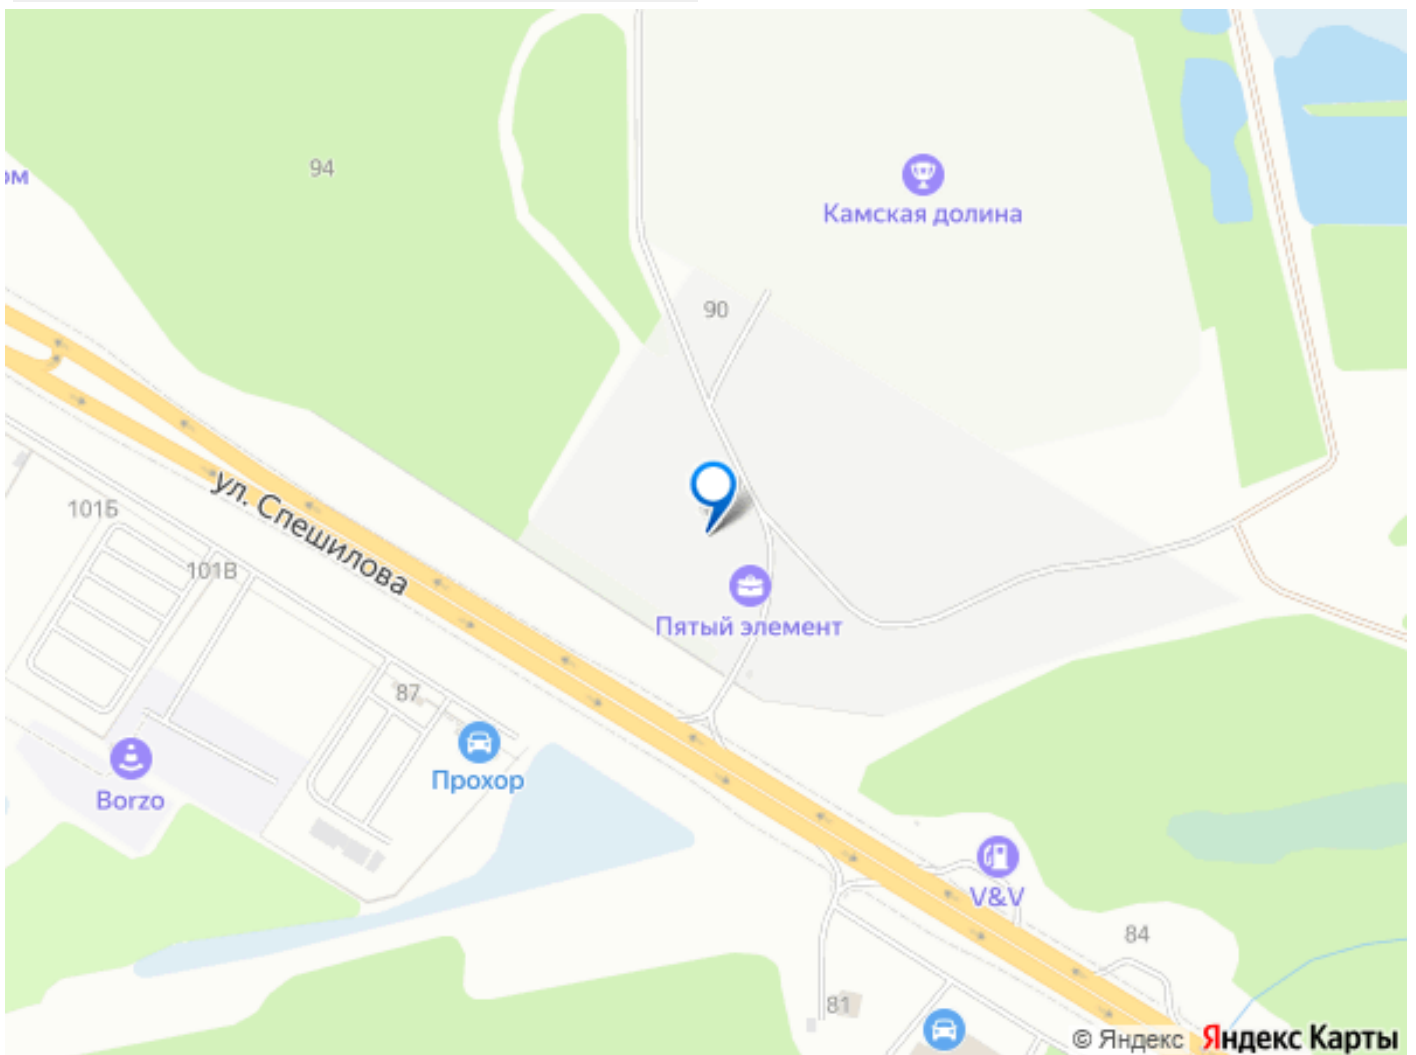 94
ом
Камская долина
90
ул. Спешилова
101Б
101В
Пятый элемент
87
Прохор
Borzo
V&V
84
81
© Яндекс Яндекс Карты